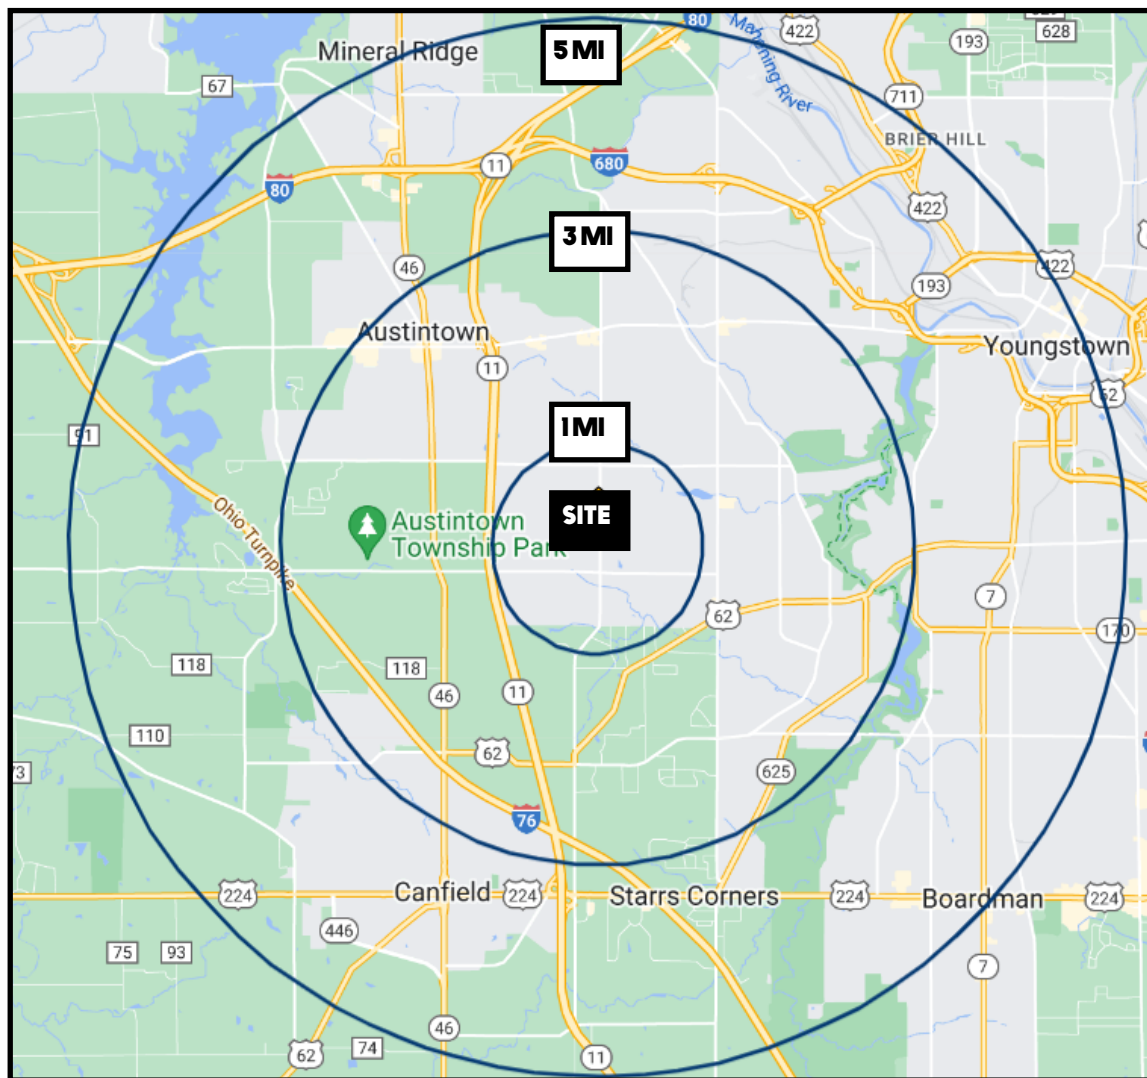 80
Mahoning
River
422
5 MI
Mineral Ridge
193
628
67
711
BRIER HILL
11
680
80
422
3 MI
46
422
193
Austintown
Youngstown
11
62
1 MI
91
SITE
Ohio Turnpike
Austintown
Township Park
7
62
170
118
118
46
11
110
62
625
76
224
Canfield
224
Starrs Corners
224
Boardman
224
446
75
93
7
46
74
62
11